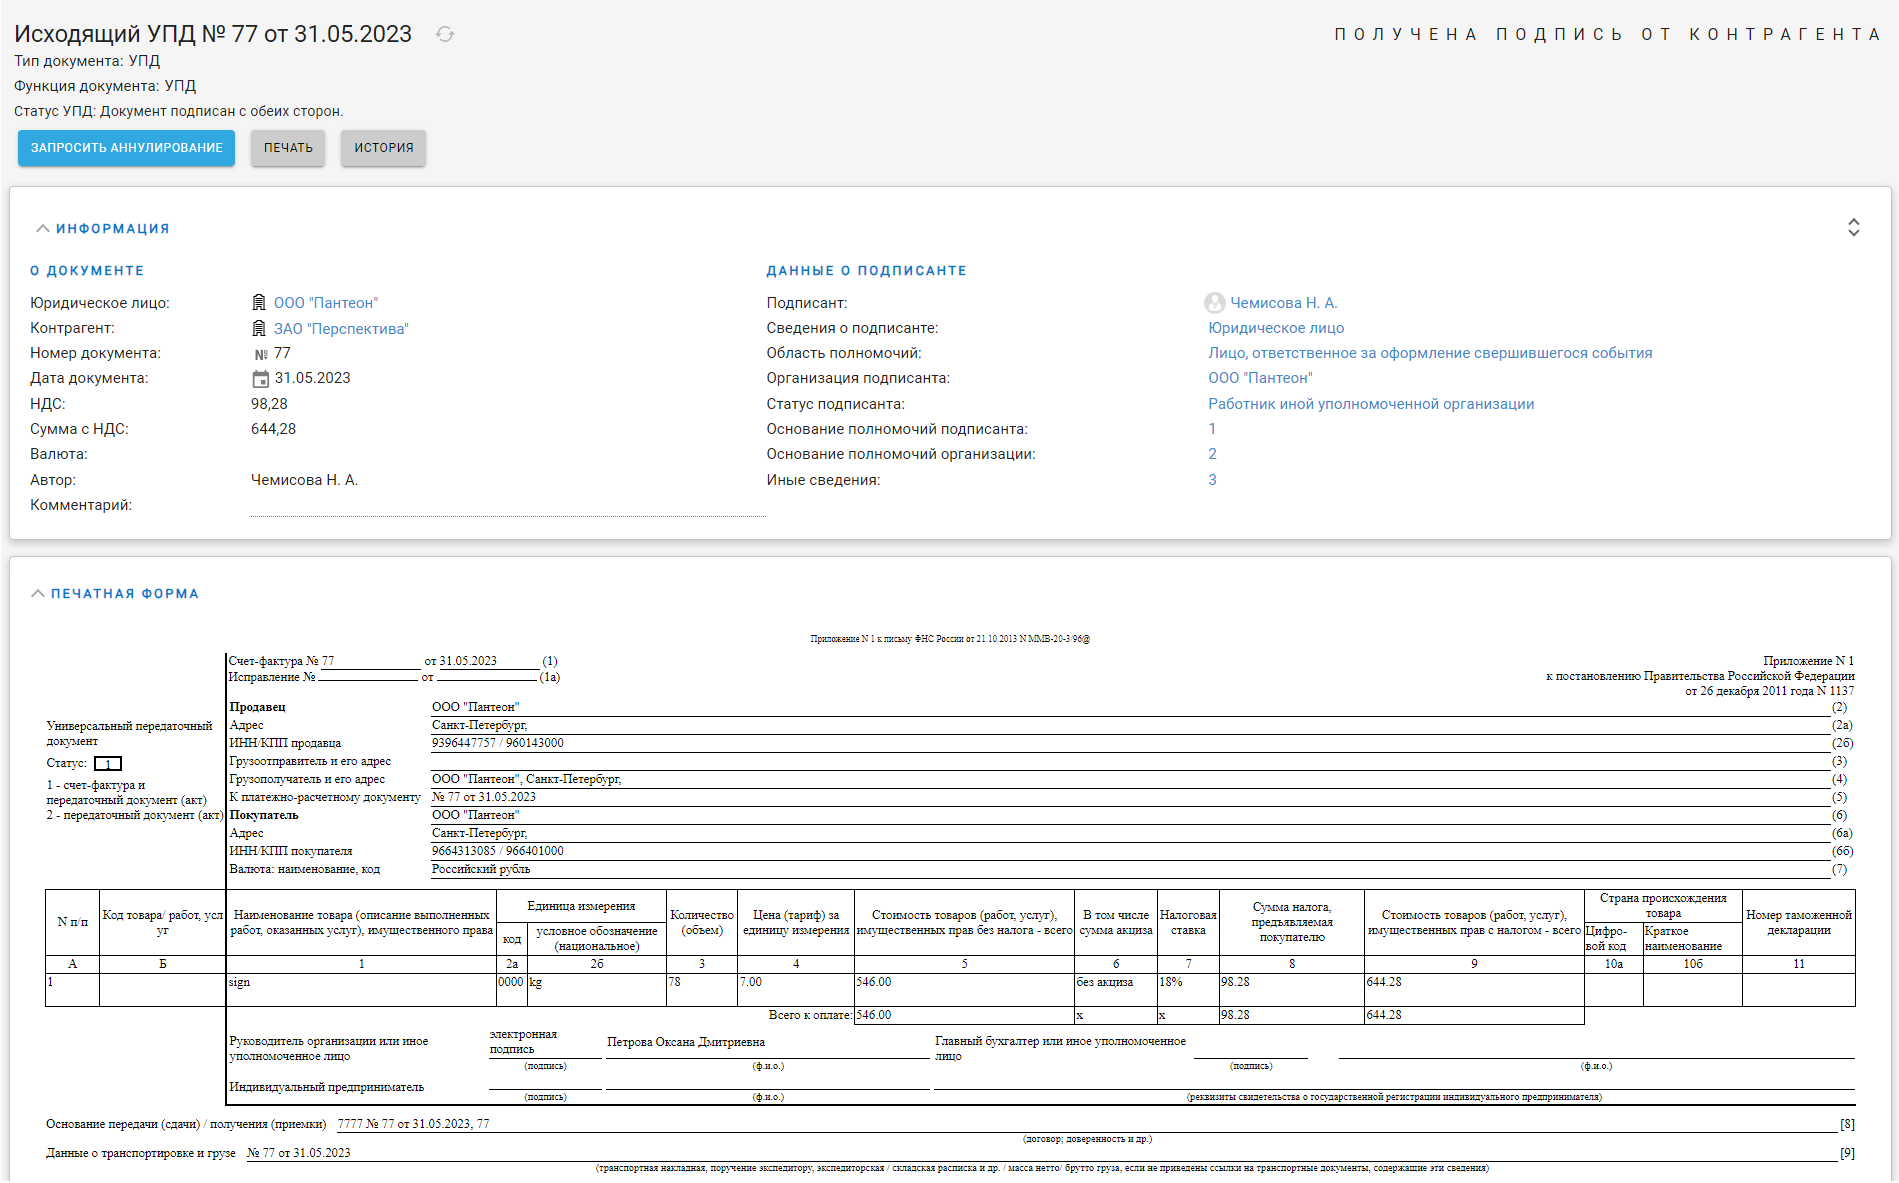 Исходящий УПД № 77 от 31.05.2023
ПОЛУЧЕНА ПОДПИСЬ ОТ КОНТРАГЕНТА
Тип документа: УПД
Функция документа: УПД
Статус УПД: Документ подписан с обеих сторон.
ЗАПРОСИТЬ АННУЛИРОВАНИЕ ПЕЧАТЬ ИСТОРИЯ
ИНФОРМАЦИЯ
О ДОКУМЕНТЕ
Юридическое лицо: ООО "Пантеон"
Контрагент: ЗАО "Перспектива"
Номер документа: № 77
Дата документа: 31.05.2023
НДС: 98,28
Сумма с НДС: 644,28
Валюта:
Автор: Чемисова Н. А.
Комментарий:
ДАННЫЕ О ПОДПИСАНТЕ
Подписант: Чемисова Н. А.
Сведения о подписанте: Юридическое лицо
Область полномочий: Лицо, ответственное за оформление свершившегося события
Организация подписанта: ООО "Пантеон"
Статус подписанта: Работник иной уполномоченной организации
Основание полномочий подписанта: 1
Основание полномочий организации: 2
Иные сведения: 3
ПЕЧАТНАЯ ФОРМА
Приложение N 1 к письму ФНС России от 21.10.2013 N ММВ-20-3/96@
Счет-фактура № 77 от 31.05.2023 (1)
Исправление № от (1а)
Приложение N 1
к постановлению Правительства Российской Федерации
от 26 декабря 2011 года N 1137
Универсальный передаточный
документ
Статус: 1
1 - счет-фактура и
передаточный документ (акт)
2 - передаточный документ (акт)
Продавец ООО "Пантеон" (2)
Адрес Санкт-Петербург, (2а)
ИНН/КПП продавца 9396447757 / 960143000 (2б)
Грузоотправитель и его адрес (3)
Грузополучатель и его адрес ООО "Пантеон", Санкт-Петербург, (4)
К платежно-расчетному документу № 77 от 31.05.2023 (5)
Покупатель ООО "Пантеон" (6)
Адрес Санкт-Петербург, (6а)
ИНН/КПП покупателя 9664313085 / 966401000 (6б)
Валюта: наименование, код Российский рубль (7)
N п/п
Код товара/ работ, усл
уг
Наименование товара (описание выполненных
работ, оказанных услуг), имущественного права
Единица измерения
код
условное обозначение
(национальное)
Количество
(объем)
Цена (тариф) за
единицу измерения
Стоимость товаров (работ, услуг),
имущественных прав без налога - всего
В том числе
сумма акциза
Налоговая
ставка
Сумма налога,
предъявляемая
покупателю
Стоимость товаров (работ, услуг),
имущественных прав с налогом - всего
Страна происхождения
товара
Цифро-
вой код
Краткое
наименование
Номер таможенной
декларации
А Б 1 2а 2б 3 4 5 6 7 8 9 10а 10б 11
1 sign 0000 kg 78 7.00 546.00 без акциза 18% 98.28 644.28
Всего к оплате: 546.00 x x 98.28 644.28
Руководитель организации или иное
уполномоченное лицо
электронная
подпись
(подпись)
Петрова Оксана Дмитриевна
(ф.и.о.)
Главный бухгалтер или иное уполномоченное
лицо
(подпись)
(ф.и.о.)
Индивидуальный предприниматель
(подпись) (ф.и.о.) (реквизиты свидетельства о государственной регистрации индивидуального предпринимателя)
Основание передачи (сдачи) / получения (приемки) 7777 № 77 от 31.05.2023, 77 [8]
(договор; доверенность и др.)
Данные о транспортировке и грузе № 77 от 31.05.2023 [9]
(транспортная накладная, поручение экспедитору, экспедиторская / складская расписка и др. / масса нетто/ брутто груза, если не приведены ссылки на транспортные документы, содержащие эти сведения)